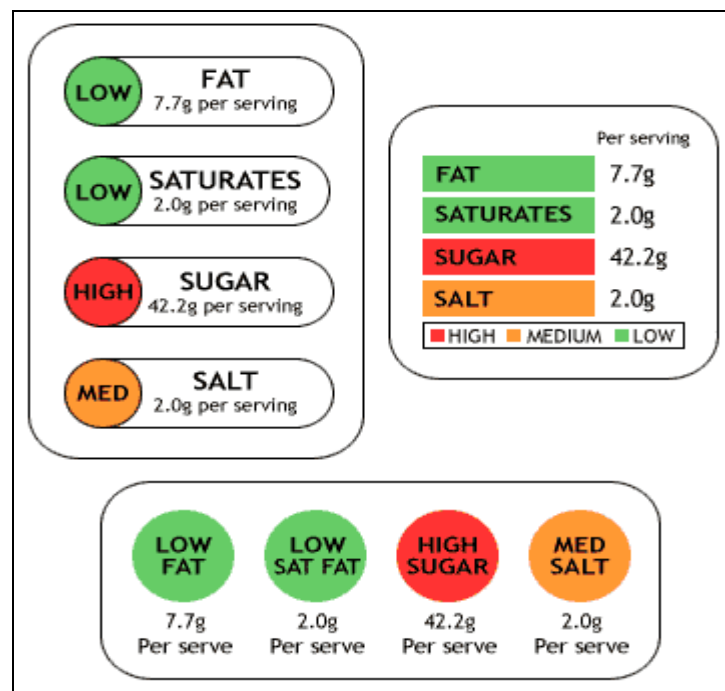 LOW
FAT
7.7g per serving
LOW
SATURATES
2.0g per serving
HIGH
SUGAR
42.2g per serving
MED
SALT
2.0g per serving
Per serving
FAT 7.7g
SATURATES 2.0g
SUGAR 42.2g
SALT 2.0g
HIGH MEDIUM LOW
LOW
FAT
7.7g
Per serve
LOW
SAT FAT
2.0g
Per serve
HIGH
SUGAR
42.2g
Per serve
MED
SALT
2.0g
Per serve